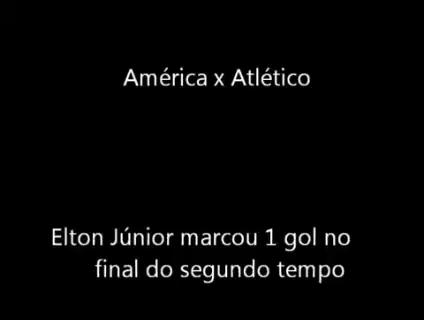 América x Atlético
Elton Júnior marcou 1 gol no
final do segundo tempo